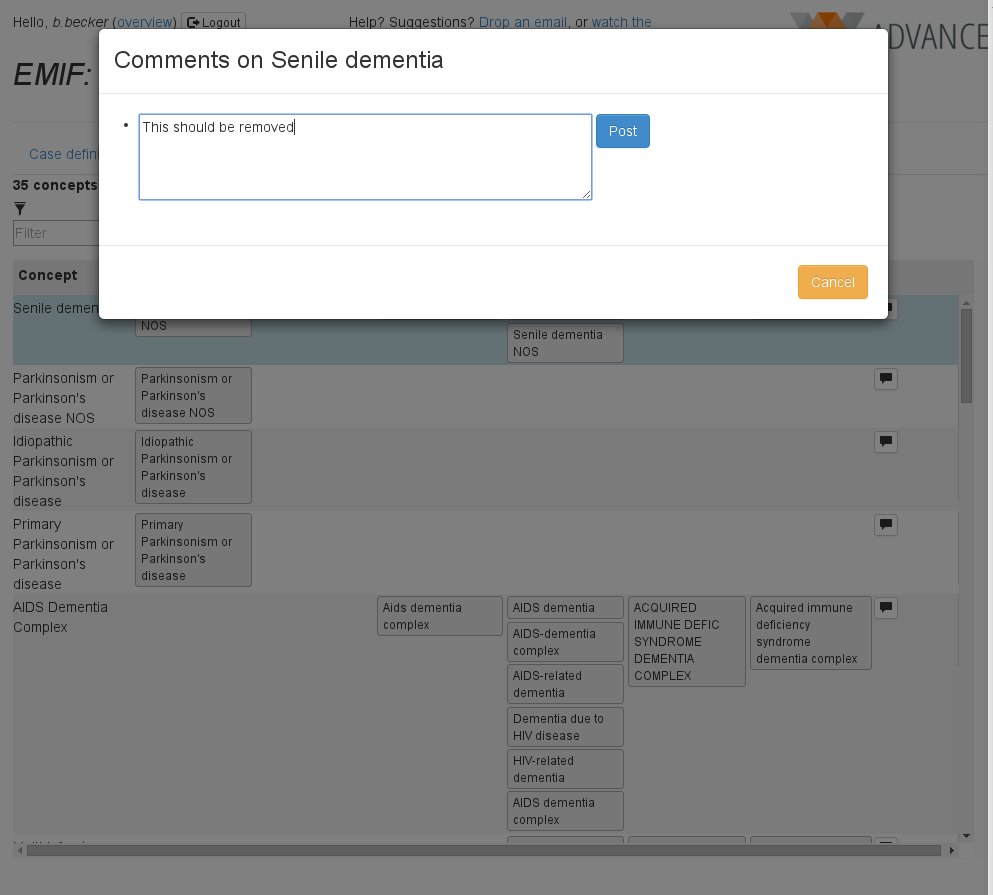 Hello, b.becker (overview) Logout
Help? Suggestions? Drop an email, or watch the
ADVANCE
EMIF:
Comments on Senile dementia
This should be removed
Post
Cancel
Case defini
35 concepts
Filter
Concept
Senile demen
NOS
Senile dementia
NOS
Parkinsonism or
Parkinson's
disease NOS
Parkinsonism or
Parkinson's
disease NOS
Idiopathic
Parkinsonism or
Parkinson's
disease
Idiopathic
Parkinsonism or
Parkinson's
disease
Primary
Parkinsonism or
Parkinson's
disease
Primary
Parkinsonism or
Parkinson's
disease
AIDS Dementia
Complex
Aids dementia
complex
AIDS dementia
AIDS-dementia
complex
AIDS-related
dementia
Dementia due to
HIV disease
HIV-related
dementia
AIDS dementia
complex
ACQUIRED
IMMUNE DEFIC
SYNDROME
DEMENTIA
COMPLEX
Acquired immune
deficiency
syndrome
dementia complex